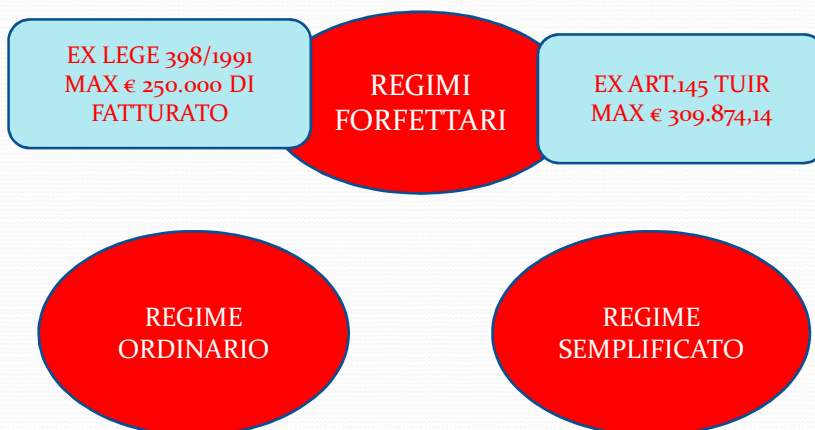 EX LEGE 398/1991
MAX € 250.000 DI
FATTURATO
REGIMI
FORFETTARI
EX ART.145 TUIR
MAX € 309.874,14
REGIME
ORDINARIO
REGIME
SEMPLIFICATO